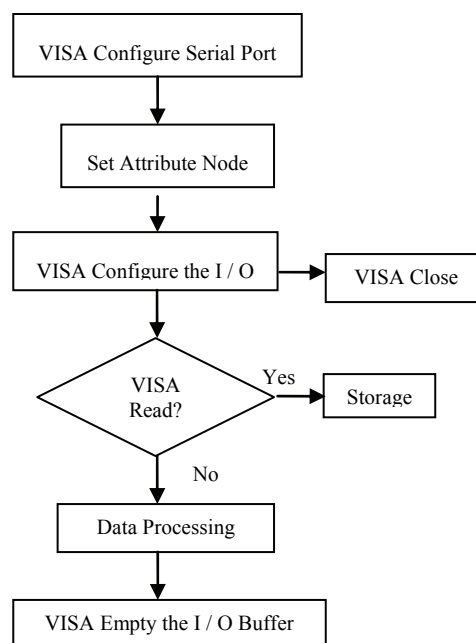 VISA Configure Serial Port
Set Attribute Node
VISA Configure the I / O
VISA Close
VISA
Read?
Yes
Storage
No
Data Processing
VISA Empty the I / O Buffer